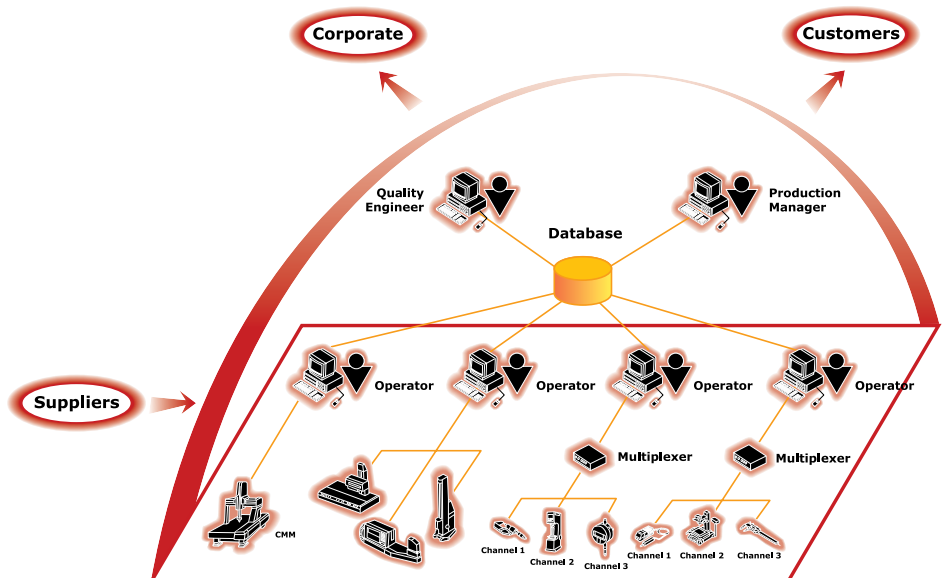 Corporate
Customers
Quality
Engineer
Production
Manager
Database
Operator
Operator
Operator
Operator
Suppliers
Multiplexer
Multiplexer
CMM
Channel 1
Channel 2
Channel 3
Channel 1
Channel 2
Channel 3